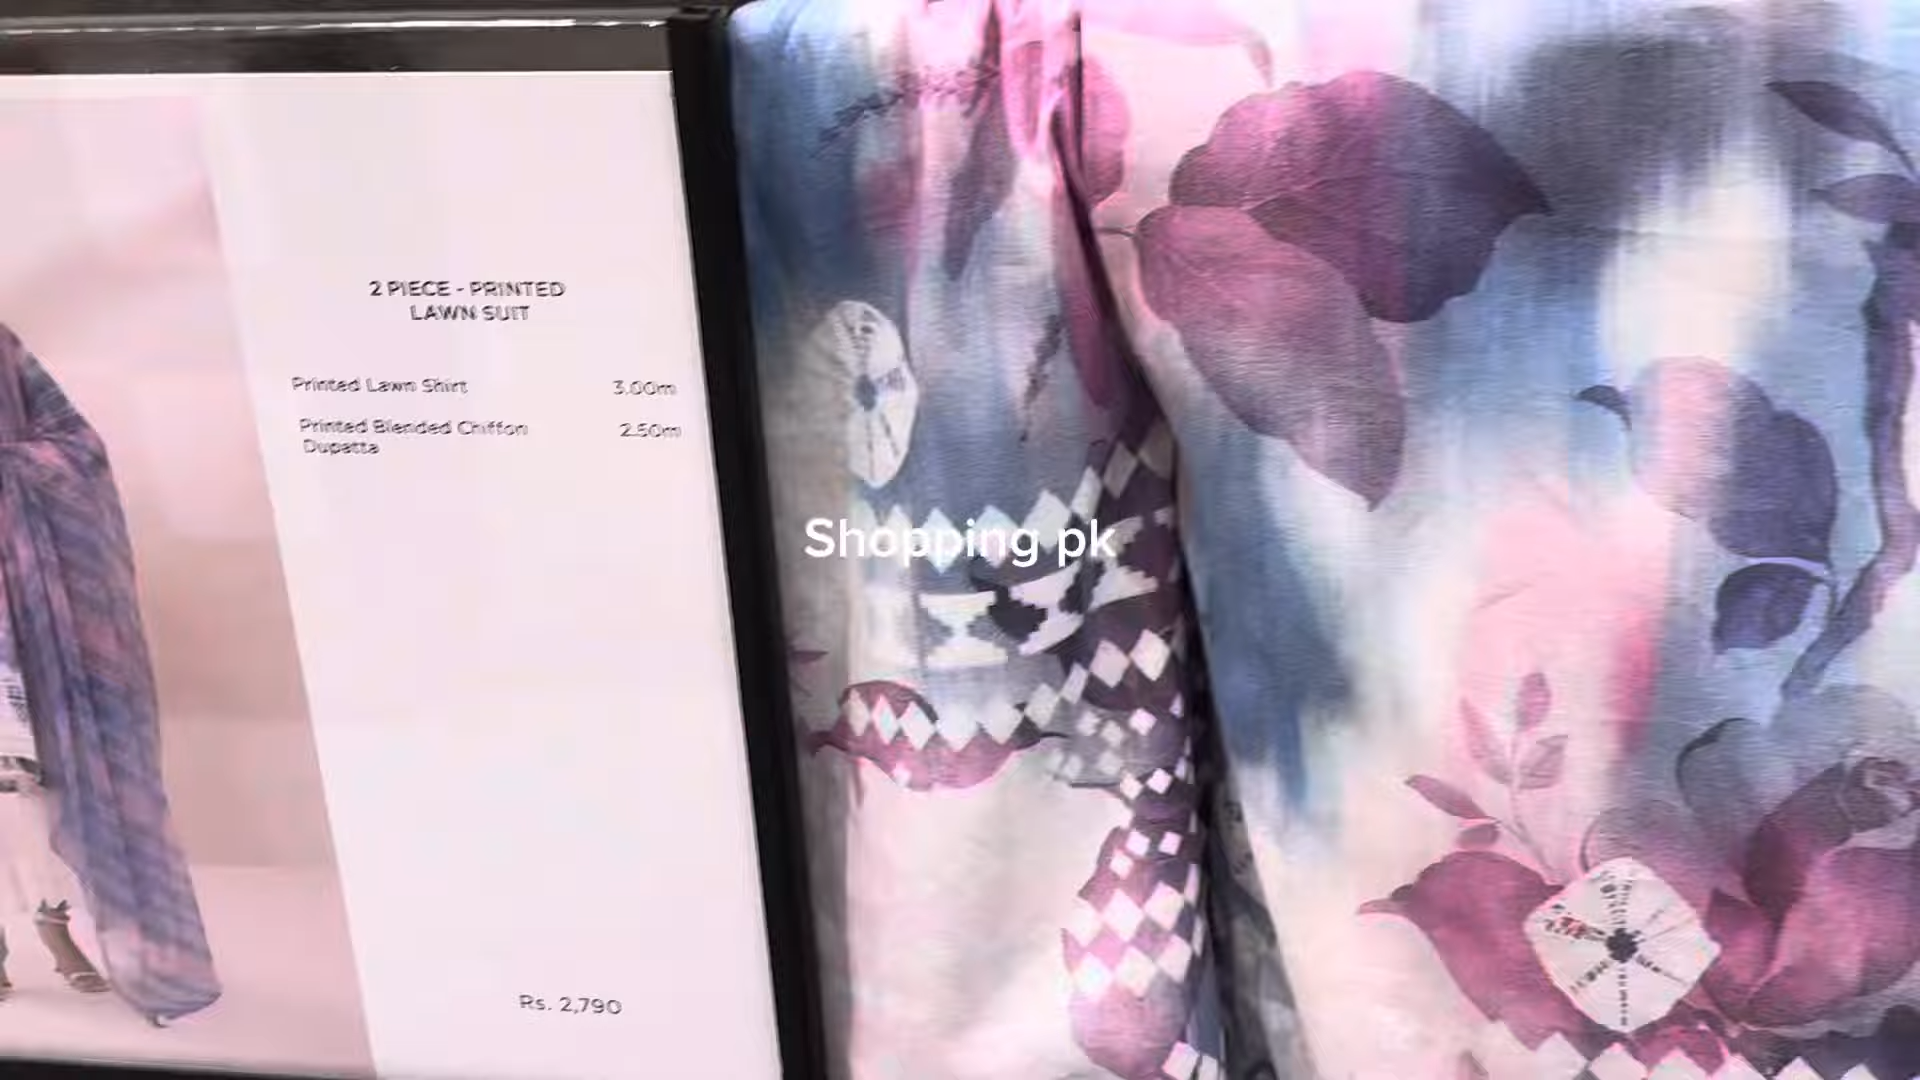 2 PIECE - PRINTED
LAWN SUIT
Printed Lawn Shirt 3.00m
Printed Blended Chiffon 2.50m
Dupatta
Shopping pk
Rs. 2,790